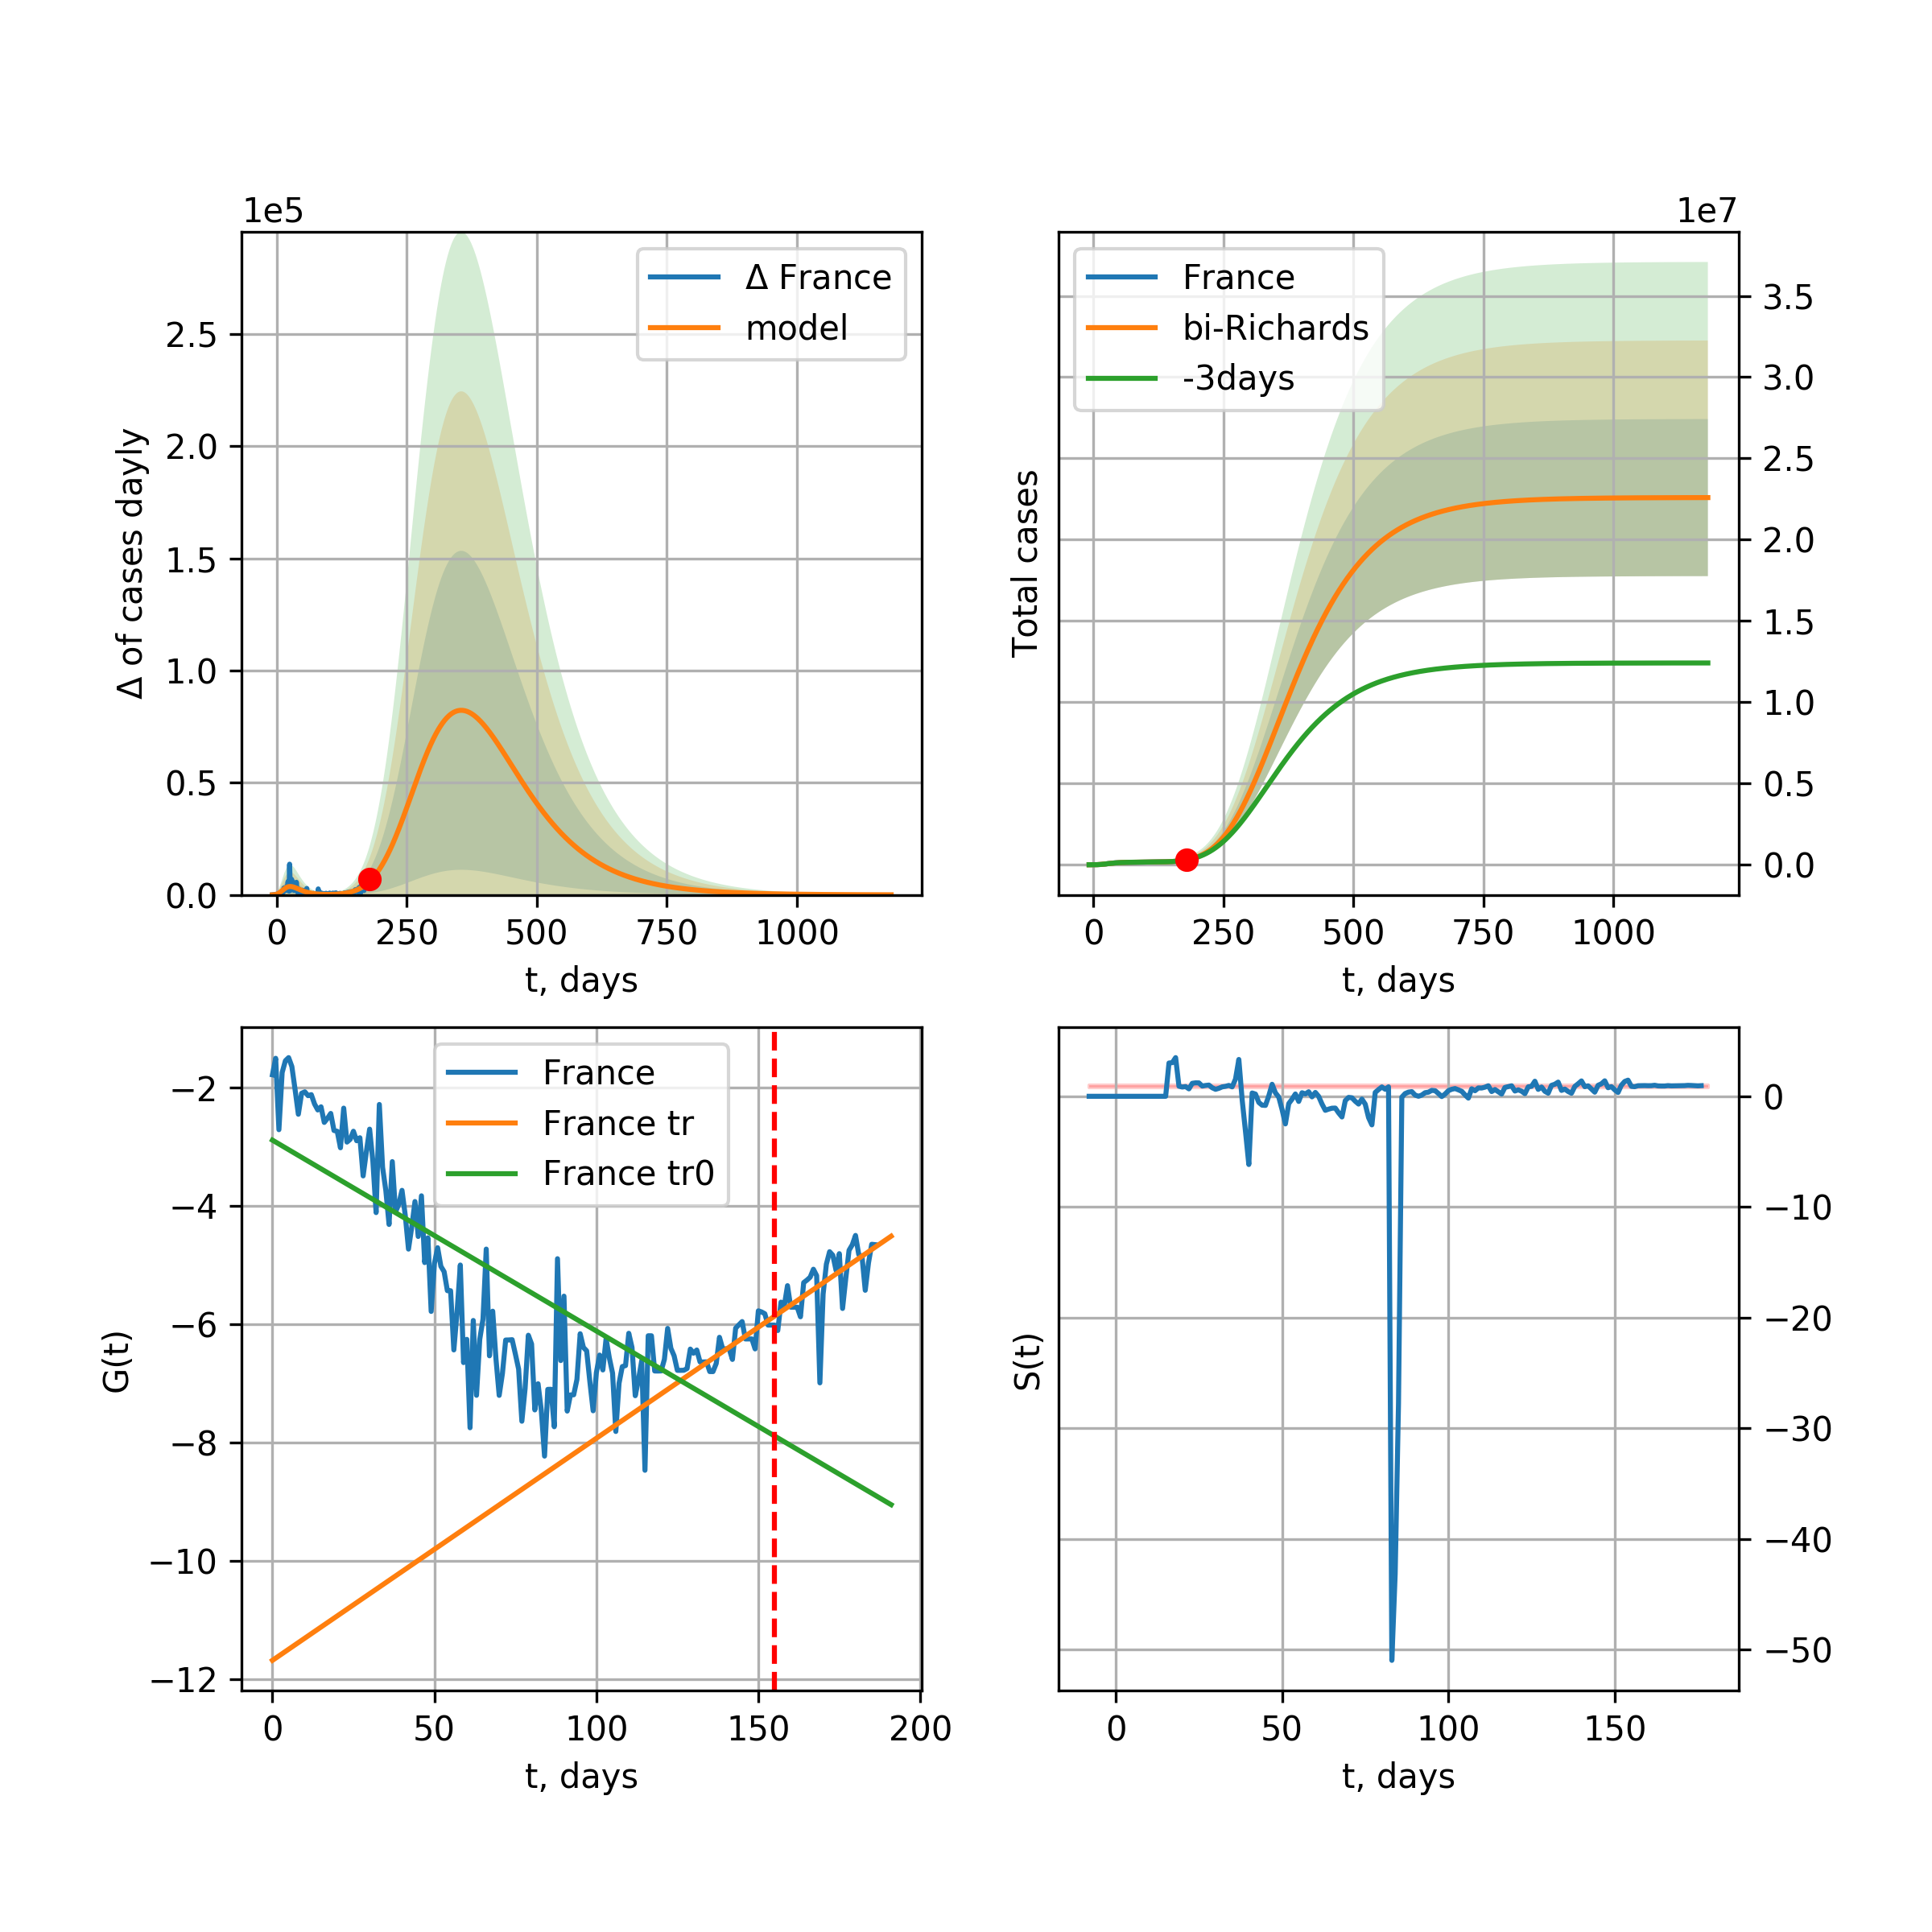 1e5
Δ France
model
2.5
2.0
1.5
1.0
0.5
0.0
Δ of cases dayly
0
250
500
750
1000
t, days
1e7
France
bi-Richards
-3days
3.5
3.0
2.5
2.0
1.5
1.0
0.5
0.0
Total cases
0
250
500
750
1000
t, days
France
France tr
France tr0
−2
−4
−6
−8
−10
−12
G(t)
0
50
100
150
200
t, days
0
−10
−20
−30
−40
−50
S(t)
0
50
100
150
t, days